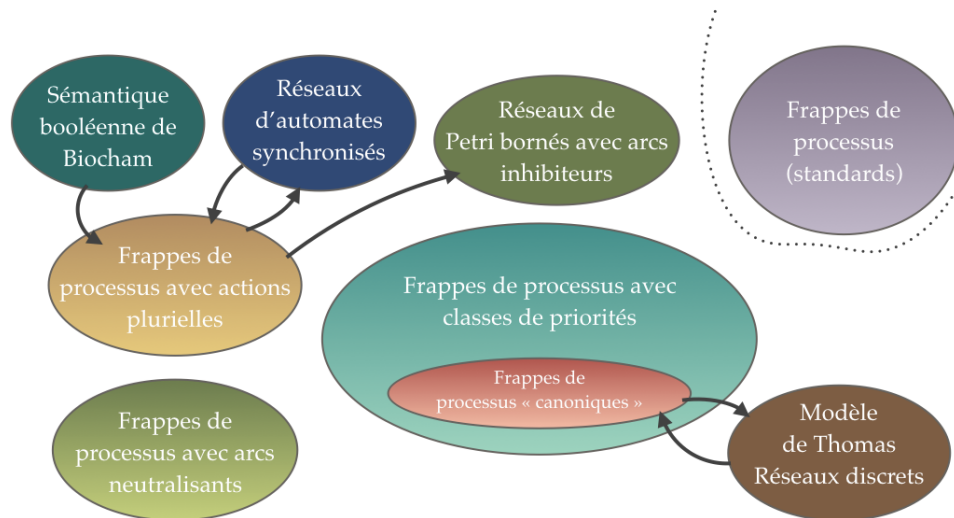 Sémantique
booléenne de
Biocham
Réseaux
d'automates
synchronisés
Réseaux de
Petri bornés avec arcs
inhibiteurs
Frappes de
processus
(standards)
Frappes de
processus avec actions
plurielles
Frappes de processus avec
classes de priorités
Frappes de
processus « canoniques »
Frappes de
processus avec arcs
neutralisants
Modèle
de Thomas
Réseaux discrets